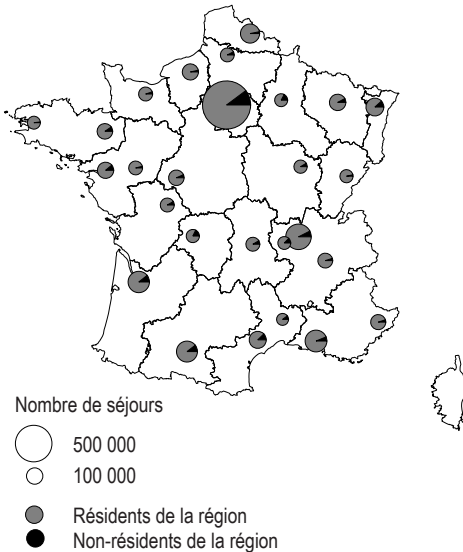 Nombre de séjours
500 000
100 000
Résidents de la région
Non-résidents de la région